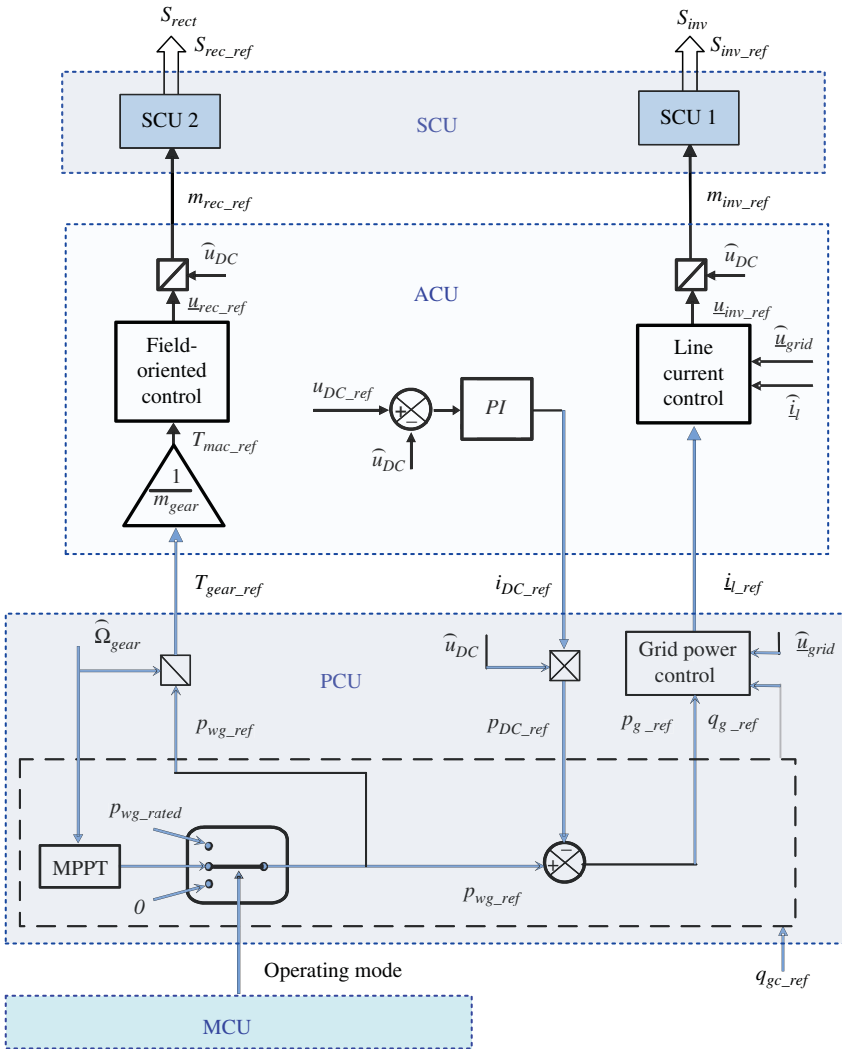 S_rect
S_rec_ref
S_inv
S_inv_ref
SCU 2
SCU
SCU 1
m_rec_ref
m_inv_ref
û_DC
û_DC
ACU
u_rec_ref
u_inv_ref
Field-
oriented
control
Line
current
control
û_grid
î_l
u_DC_ref
+
−
PI
û_DC
T_mac_ref
1
m_gear
T_gear_ref
i_DC_ref
i_l_ref
Ω̂_gear
û_DC
Grid power
control
û_grid
PCU
p_wg_ref
p_DC_ref
p_g_ref
q_g_ref
p_wg_rated
MPPT
0
−
+
p_wg_ref
Operating mode
q_gc_ref
MCU